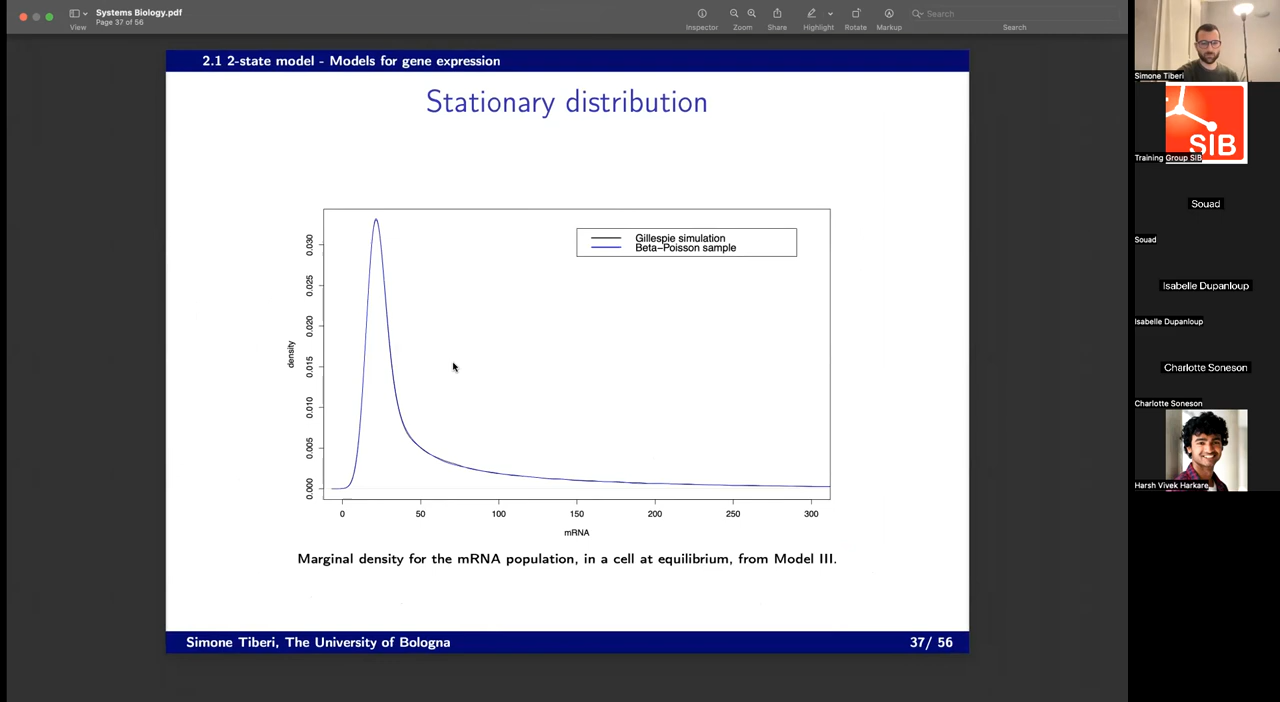 Systems Biology.pdf
Page 37 of 56
View
Inspector
Zoom
Share
Highlight
Rotate
Markup
Search
Search
2.1 2-state model - Models for gene expression
Stationary distribution
Gillespie simulation
Beta−Poisson sample
density
0.000
0.005
0.010
0.015
0.020
0.025
0.030
0
50
100
150
200
250
300
mRNA
Marginal density for the mRNA population, in a cell at equilibrium, from Model III.
Simone Tiberi, The University of Bologna
37/ 56
Simone Tiberi
SIB
Training Group SIB
Souad
Souad
Isabelle Dupanloup
Isabelle Dupanloup
Charlotte Soneson
Charlotte Soneson
Harsh Vivek Harkare